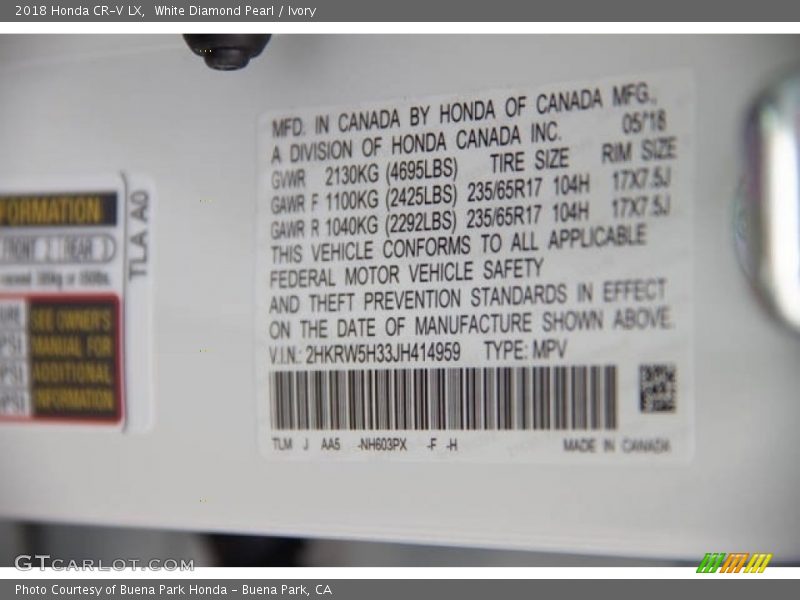 2018 Honda CR-V LX,  White Diamond Pearl / Ivory
MFD. IN CANADA BY HONDA OF CANADA MFG.,
A DIVISION OF HONDA CANADA INC. 05/18
GVWR 2130KG (4695LBS) TIRE SIZE RIM SIZE
GAWR F 1100KG (2425LBS) 235/65R17 104H 17X7.5J
GAWR R 1040KG (2292LBS) 235/65R17 104H 17X7.5J
THIS VEHICLE CONFORMS TO ALL APPLICABLE
FEDERAL MOTOR VEHICLE SAFETY
AND THEFT PREVENTION STANDARDS IN EFFECT
ON THE DATE OF MANUFACTURE SHOWN ABOVE.
V.I.N.: 2HKRW5H33JH414959 TYPE: MPV
TLM J AA5 -NH603PX -F -H MADE IN CANADA
FORMATION
FRONT 2 REAR
TLA A0
SEE OWNER'S
MANUAL FOR
ADDITIONAL
INFORMATION
GTCARLOT.COM
Photo Courtesy of Buena Park Honda - Buena Park, CA